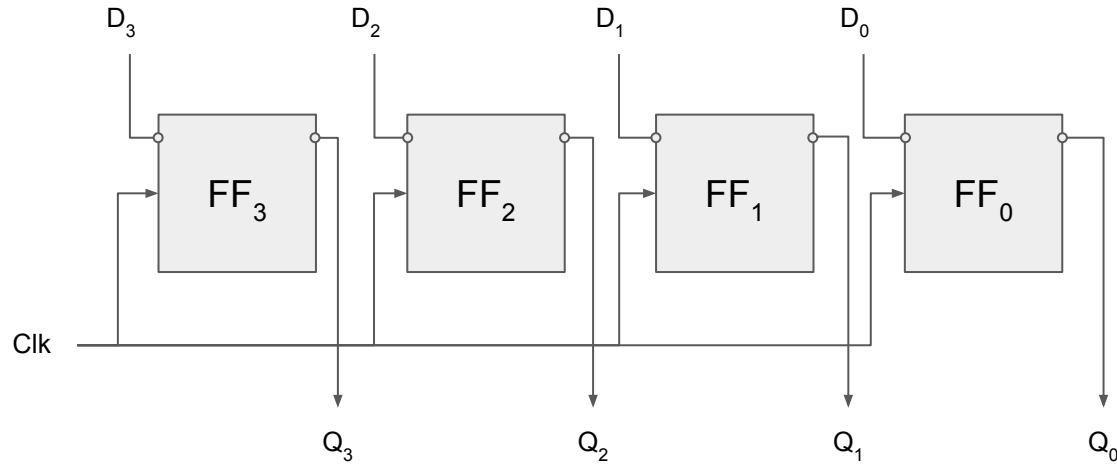 D₃ D₂ D₁ D₀
FF₃ FF₂ FF₁ FF₀
Clk
Q₃ Q₂ Q₁ Q₀